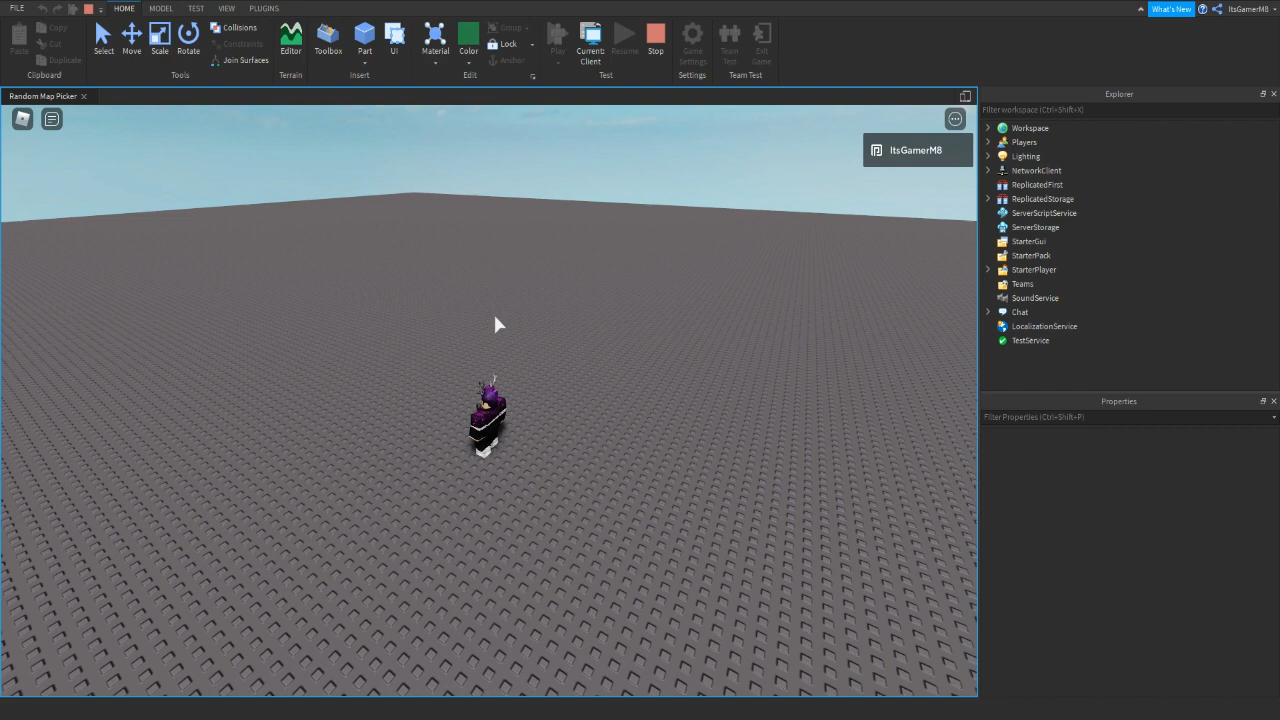 FILE HOME MODEL TEST VIEW PLUGINS What's New ItsGamerM8
Paste Copy Cut Duplicate
Clipboard
Select Move Scale Rotate Collisions Constraints Join Surfaces
Tools
Editor
Terrain
Toolbox Part UI
Insert
Material Color Group Lock Anchor
Edit
Play Current: Client Resume Stop
Test
Game Settings
Settings
Team Test Exit Game
Team Test
Random Map Picker
ItsGamerM8
Explorer
Filter workspace (Ctrl+Shift+X)
Workspace
Players
Lighting
NetworkClient
ReplicatedFirst
ReplicatedStorage
ServerScriptService
ServerStorage
StarterGui
StarterPack
StarterPlayer
Teams
SoundService
Chat
LocalizationService
TestService
Properties
Filter Properties (Ctrl+Shift+P)